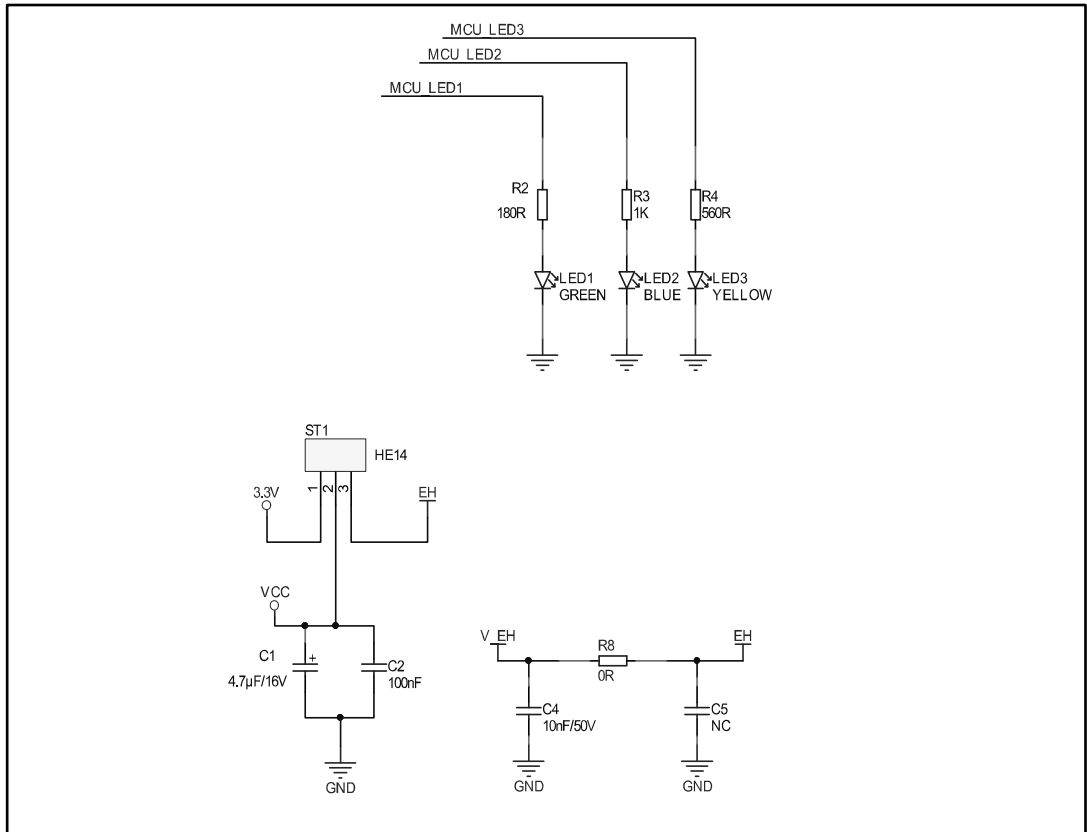 MCU_LED3
MCU_LED2
MCU_LED1
R2
180R
R3
1K
R4
560R
LED1
GREEN
LED2
BLUE
LED3
YELLOW
ST1
HE14
1
2
3
3.3V
EH
VCC
C1
+
4.7µF/16V
C2
100nF
GND
V_EH
R8
0R
EH
C4
10nF/50V
C5
NC
GND
GND